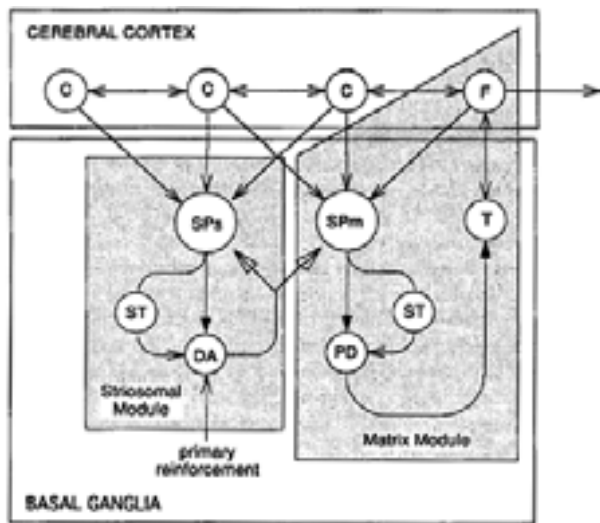 CEREBRAL CORTEX
C
C
C
F
SPs
SPm
T
ST
ST
DA
PD
Striosomal
Module
Matrix Module
primary
reinforcement
BASAL GANGLIA